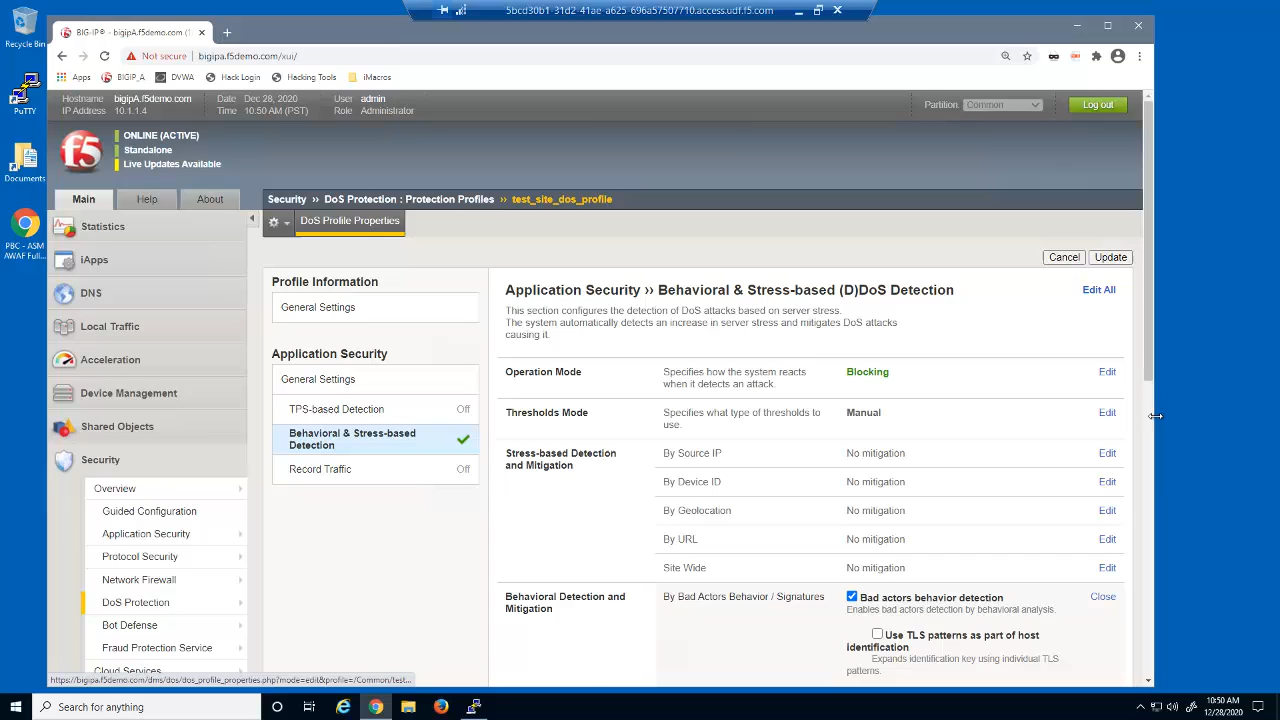 5bcd30b1-31d2-41ae-a625-696a57507710.access.udf.f5.com
Recycle Bin
PuTTY
Documents
PBC - ASM
AWAF Full...
BIG-IP® - bigipA.f5demo.com (1
Not secure
bigipa.f5demo.com/xui/
Apps
BIGIP_A
DVWA
Hack Login
Hacking Tools
iMacros
Hostname bigipA.f5demo.com
IP Address 10.1.1.4
Date Dec 28, 2020
Time 10:50 AM (PST)
User admin
Role Administrator
Partition: Common
Log out
f5
ONLINE (ACTIVE)
Standalone
Live Updates Available
Main
Help
About
Security ›› DoS Protection : Protection Profiles ›› test_site_dos_profile
DoS Profile Properties
Statistics
iApps
DNS
Local Traffic
Acceleration
Device Management
Shared Objects
Security
Overview
Guided Configuration
Application Security
Protocol Security
Network Firewall
DoS Protection
Bot Defense
Fraud Protection Service
Cloud Services
Cancel
Update
Profile Information
General Settings
Application Security
General Settings
TPS-based Detection Off
Behavioral & Stress-based
Detection
Record Traffic Off
Application Security ›› Behavioral & Stress-based (D)DoS Detection
Edit All
This section configures the detection of DoS attacks based on server stress.
The system automatically detects an increase in server stress and mitigates DoS attacks
causing it.
Operation Mode
Specifies how the system reacts
when it detects an attack.
Blocking
Edit
Thresholds Mode
Specifies what type of thresholds to
use.
Manual
Edit
Stress-based Detection
and Mitigation
By Source IP No mitigation Edit
By Device ID No mitigation Edit
By Geolocation No mitigation Edit
By URL No mitigation Edit
Site Wide No mitigation Edit
Behavioral Detection and
Mitigation
By Bad Actors Behavior / Signatures
Bad actors behavior detection
Close
Enables bad actors detection by behavioral analysis.
Use TLS patterns as part of host
identification
Expands identification key using individual TLS
patterns.
https://bigipa.f5demo.com/dms/dos/dos_profile_properties.php?mode=edit&profile=/Common/test...
Search for anything
10:50 AM
12/28/2020